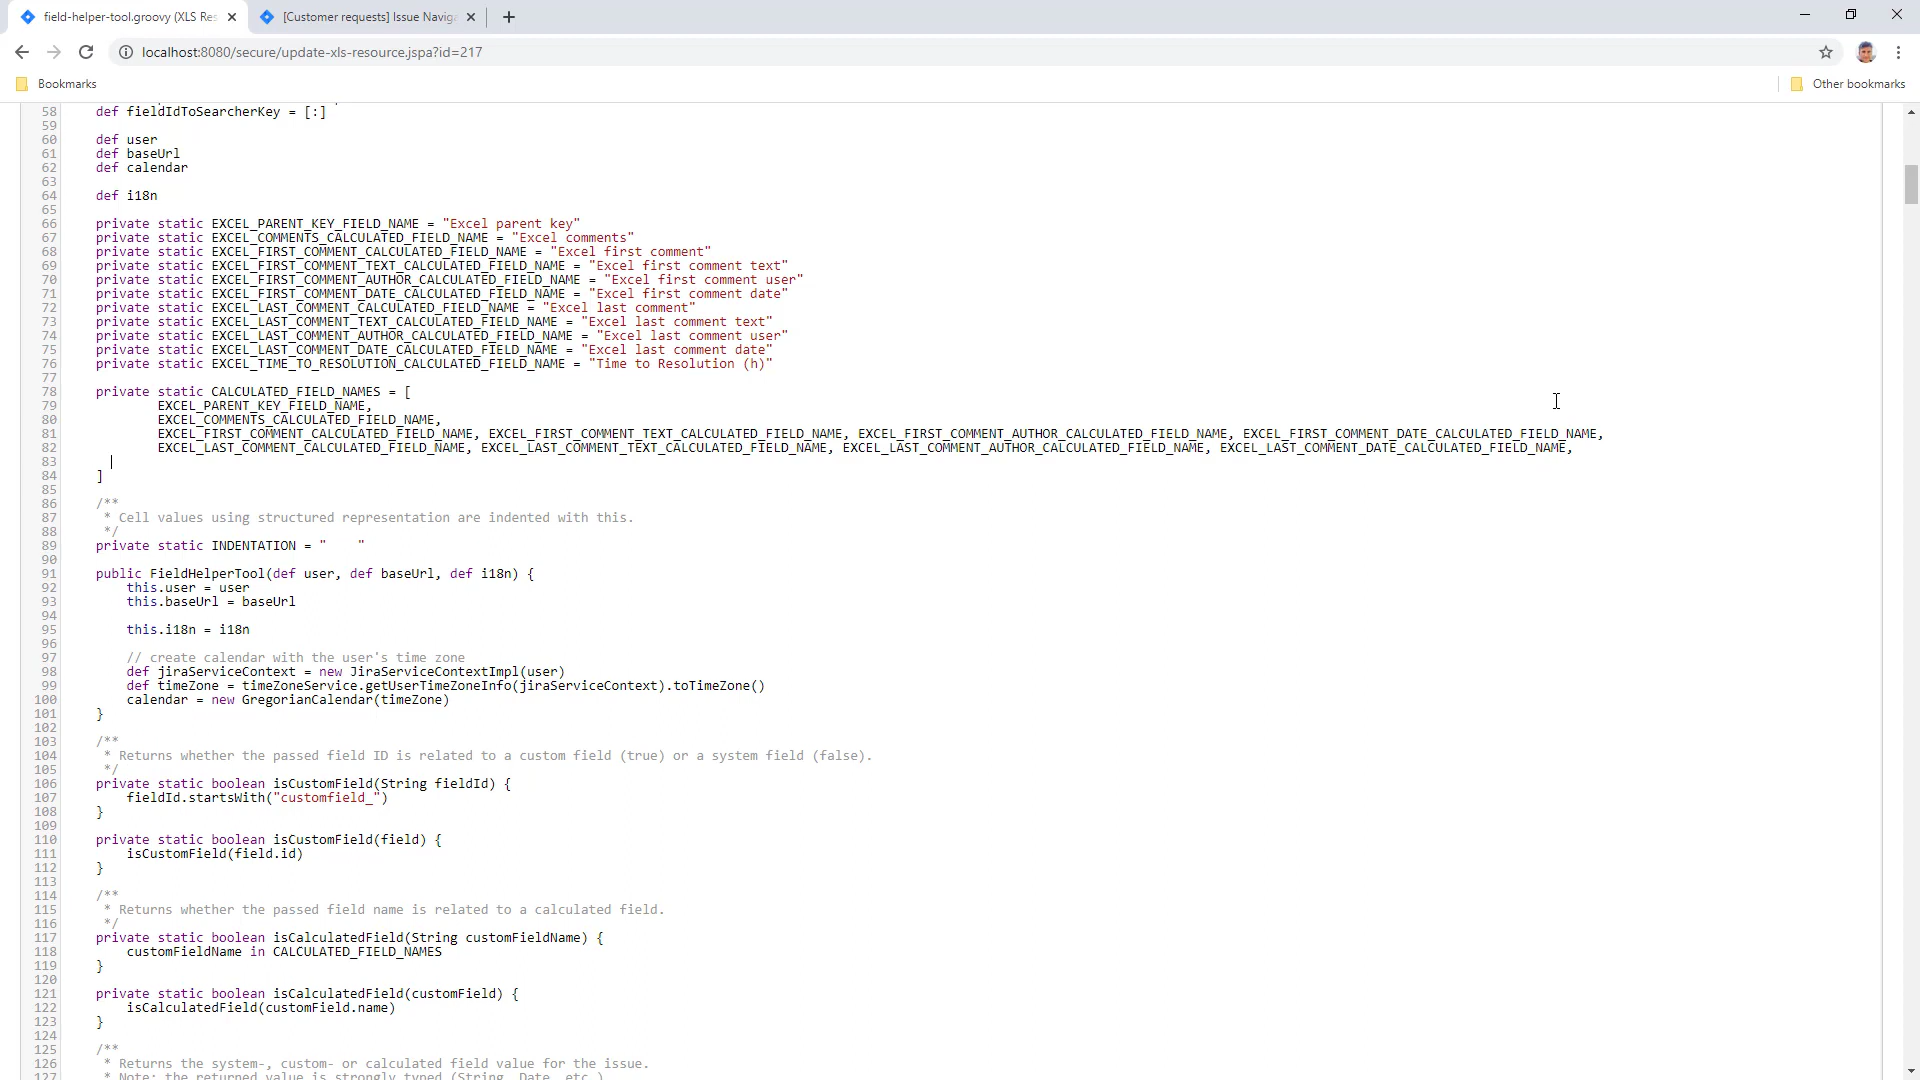 field-helper-tool.groovy (XLS Res
[Customer requests] Issue Naviga
localhost:8080/secure/update-xls-resource.jspa?id=217
Bookmarks
Other bookmarks
58 def fieldIdToSearcherKey = [:]
59
60 def user
61 def baseUrl
62 def calendar
63
64 def i18n
65
66 private static EXCEL_PARENT_KEY_FIELD_NAME = "Excel parent key"
67 private static EXCEL_COMMENTS_CALCULATED_FIELD_NAME = "Excel comments"
68 private static EXCEL_FIRST_COMMENT_CALCULATED_FIELD_NAME = "Excel first comment"
69 private static EXCEL_FIRST_COMMENT_TEXT_CALCULATED_FIELD_NAME = "Excel first comment text"
70 private static EXCEL_FIRST_COMMENT_AUTHOR_CALCULATED_FIELD_NAME = "Excel first comment user"
71 private static EXCEL_FIRST_COMMENT_DATE_CALCULATED_FIELD_NAME = "Excel first comment date"
72 private static EXCEL_LAST_COMMENT_CALCULATED_FIELD_NAME = "Excel last comment"
73 private static EXCEL_LAST_COMMENT_TEXT_CALCULATED_FIELD_NAME = "Excel last comment text"
74 private static EXCEL_LAST_COMMENT_AUTHOR_CALCULATED_FIELD_NAME = "Excel last comment user"
75 private static EXCEL_LAST_COMMENT_DATE_CALCULATED_FIELD_NAME = "Excel last comment date"
76 private static EXCEL_TIME_TO_RESOLUTION_CALCULATED_FIELD_NAME = "Time to Resolution (h)"
77
78 private static CALCULATED_FIELD_NAMES = [
79 EXCEL_PARENT_KEY_FIELD_NAME,
80 EXCEL_COMMENTS_CALCULATED_FIELD_NAME,
81 EXCEL_FIRST_COMMENT_CALCULATED_FIELD_NAME, EXCEL_FIRST_COMMENT_TEXT_CALCULATED_FIELD_NAME, EXCEL_FIRST_COMMENT_AUTHOR_CALCULATED_FIELD_NAME, EXCEL_FIRST_COMMENT_DATE_CALCULATED_FIELD_NAME,
82 EXCEL_LAST_COMMENT_CALCULATED_FIELD_NAME, EXCEL_LAST_COMMENT_TEXT_CALCULATED_FIELD_NAME, EXCEL_LAST_COMMENT_AUTHOR_CALCULATED_FIELD_NAME, EXCEL_LAST_COMMENT_DATE_CALCULATED_FIELD_NAME,
83
84 ]
85
86 /**
87 * Cell values using structured representation are indented with this.
88 */
89 private static INDENTATION = "    "
90
91 public FieldHelperTool(def user, def baseUrl, def i18n) {
92 this.user = user
93 this.baseUrl = baseUrl
94
95 this.i18n = i18n
96
97 // create calendar with the user's time zone
98 def jiraServiceContext = new JiraServiceContextImpl(user)
99 def timeZone = timeZoneService.getUserTimeZoneInfo(jiraServiceContext).toTimeZone()
100 calendar = new GregorianCalendar(timeZone)
101 }
102
103 /**
104 * Returns whether the passed field ID is related to a custom field (true) or a system field (false).
105 */
106 private static boolean isCustomField(String fieldId) {
107 fieldId.startsWith("customfield_")
108 }
109
110 private static boolean isCustomField(field) {
111 isCustomField(field.id)
112 }
113
114 /**
115 * Returns whether the passed field name is related to a calculated field.
116 */
117 private static boolean isCalculatedField(String customFieldName) {
118 customFieldName in CALCULATED_FIELD_NAMES
119 }
120
121 private static boolean isCalculatedField(customField) {
122 isCalculatedField(customField.name)
123 }
124
125 /**
126 * Returns the system-, custom- or calculated field value for the issue.
127 * Note: the returned value is strongly typed (String, Date, etc.)